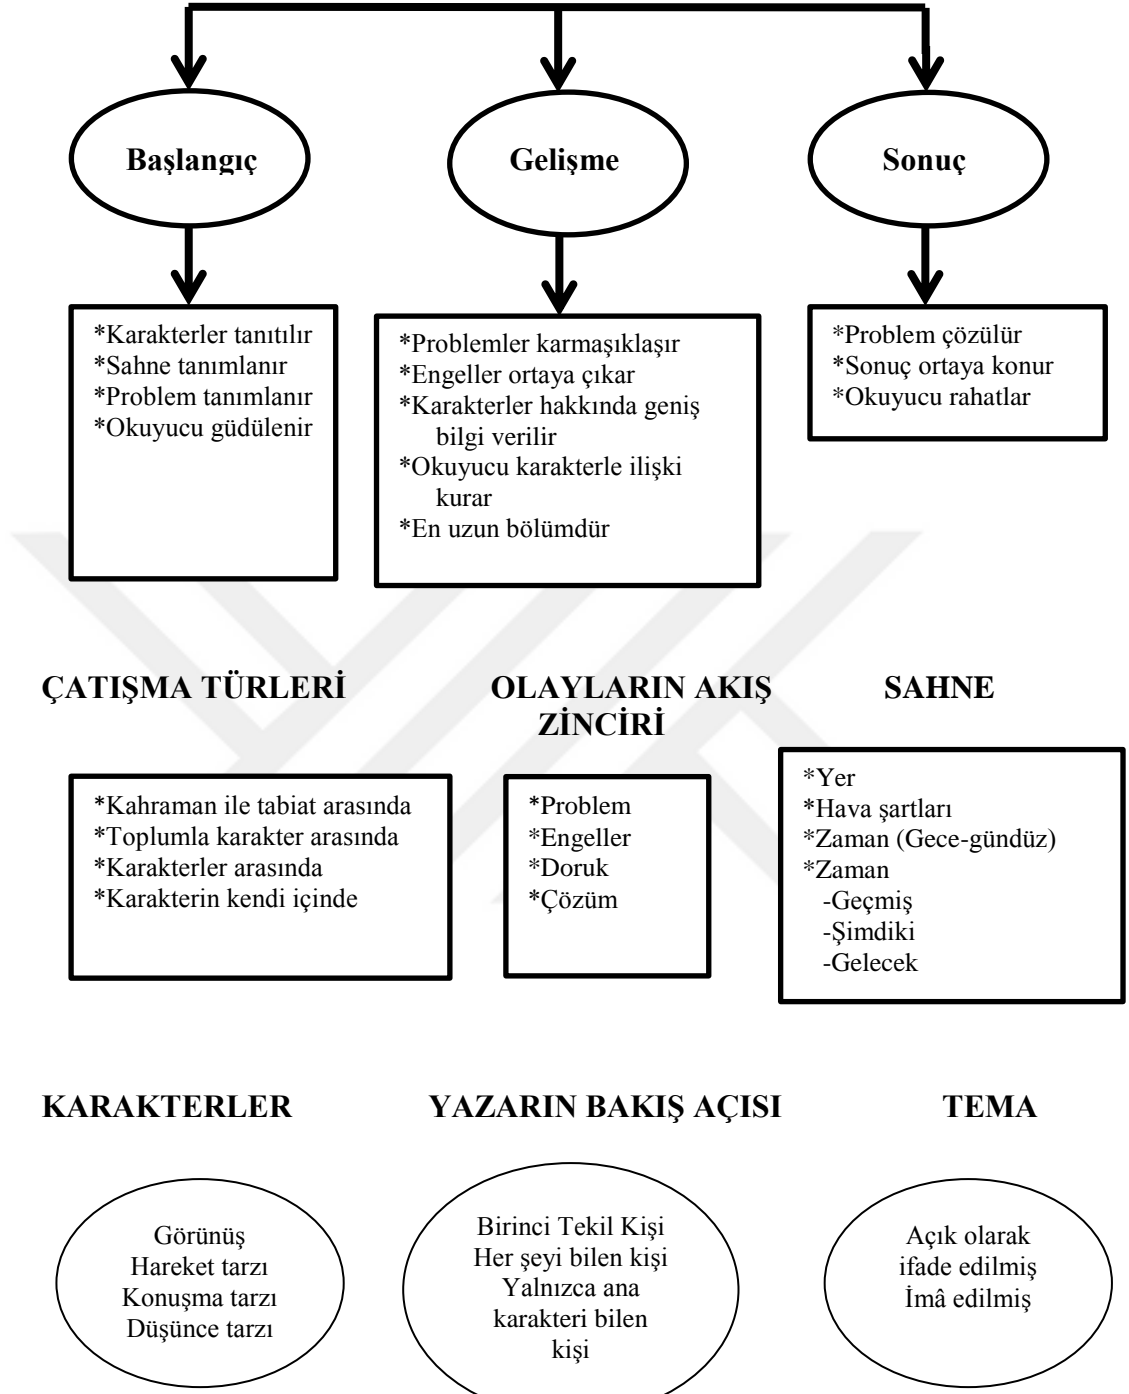 Başlangıç
Gelişme
Sonuç
*Karakterler tanıtılır
*Sahne tanımlanır
*Problem tanımlanır
*Okuyucu güdülenir
*Problemler karmaşıklaşır
*Engeller ortaya çıkar
*Karakterler hakkında geniş
bilgi verilir
*Okuyucu karakterle ilişki
kurar
*En uzun bölümdür
*Problem çözülür
*Sonuç ortaya konur
*Okuyucu rahatlar
ÇATIŞMA TÜRLERİ
*Kahraman ile tabiat arasında
*Toplumla karakter arasında
*Karakterler arasında
*Karakterin kendi içinde
OLAYLARIN AKIŞ
ZİNCİRİ
*Problem
*Engeller
*Doruk
*Çözüm
SAHNE
*Yer
*Hava şartları
*Zaman (Gece-gündüz)
*Zaman
-Geçmiş
-Şimdiki
-Gelecek
KARAKTERLER
Görünüş
Hareket tarzı
Konuşma tarzı
Düşünce tarzı
YAZARIN BAKIŞ AÇISI
Birinci Tekil Kişi
Her şeyi bilen kişi
Yalnızca ana
karakteri bilen
kişi
TEMA
Açık olarak
ifade edilmiş
İmâ edilmiş